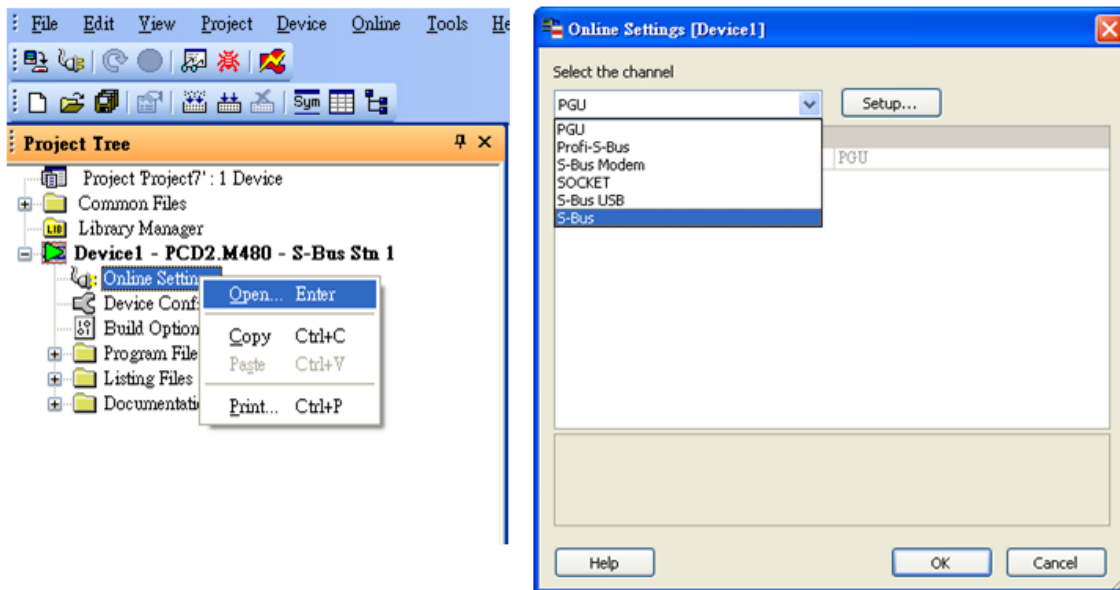 File Edit View Project Device Online Tools
Sym
Project Tree
Project 'Project7' : 1 Device
Common Files
LIB Library Manager
Device1 - PCD2.M480 - S-Bus Stn 1
Online Settin
Device Conf
Build Option
Program File
Listing Files
Documentati
Open... Enter
Copy Ctrl+C
Paste Ctrl+V
Print... Ctrl+P
Online Settings [Device1]
Select the channel
PGU
Setup...
PGU
Profi-S-Bus
S-Bus Modem
SOCKET
S-Bus USB
S-Bus
PGU
Help
OK
Cancel